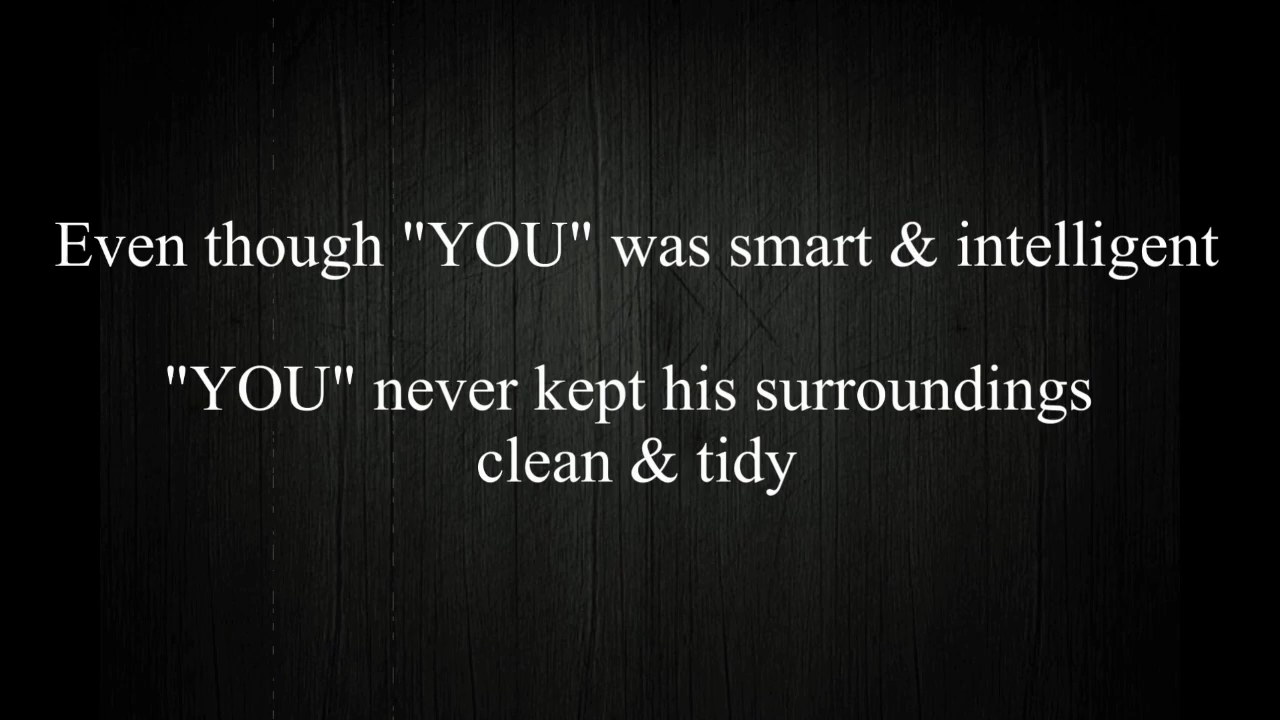 Even though "YOU" was smart & intelligent
"YOU" never kept his surroundings
clean & tidy